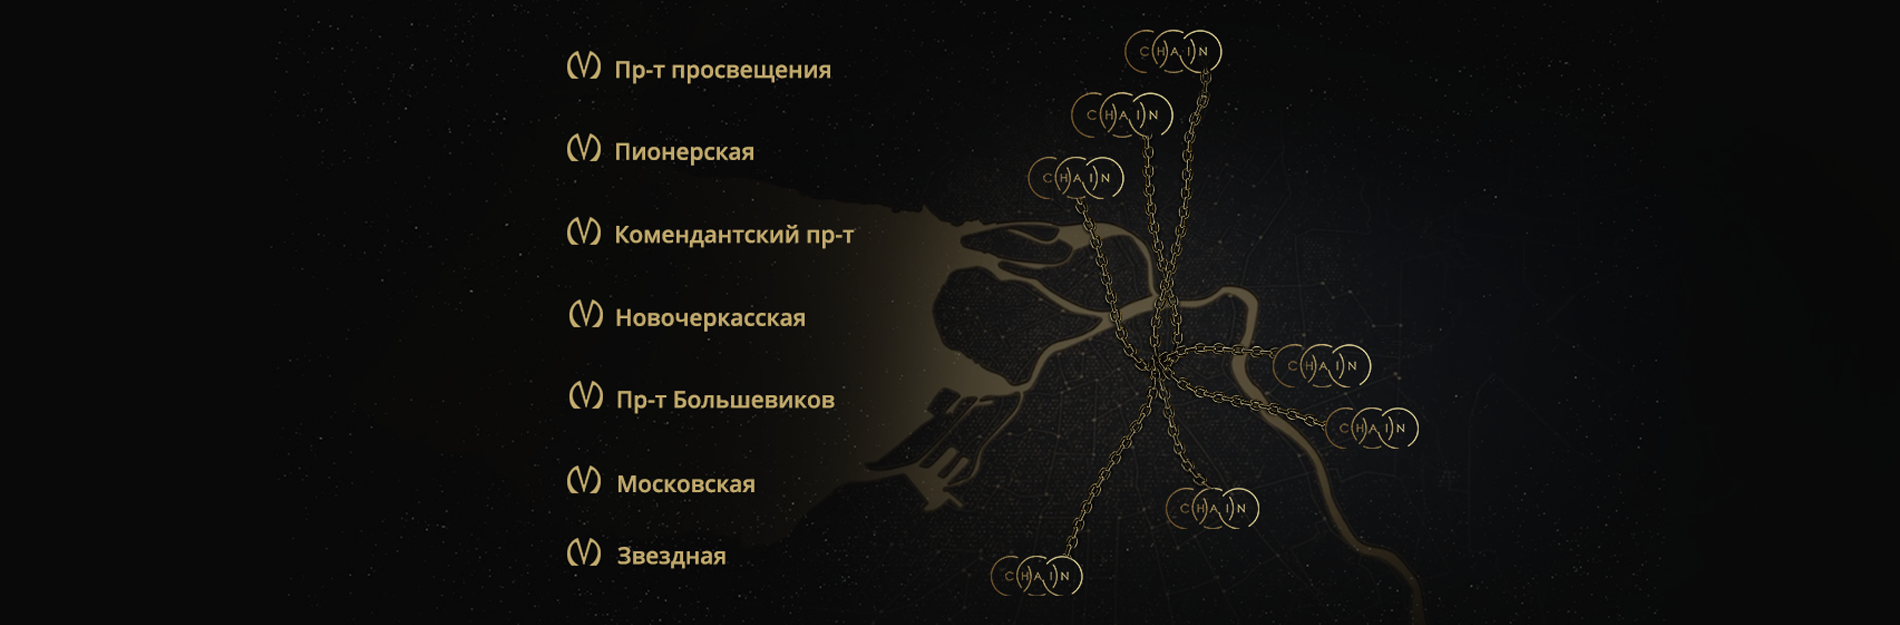 Пр-т просвещения
Пионерская
Комендантский пр-т
Новочеркасская
Пр-т Большевиков
Московская
Звездная
CHAIN
CHAIN
CHAIN
CHAIN
CHAIN
CHAIN
CHAIN